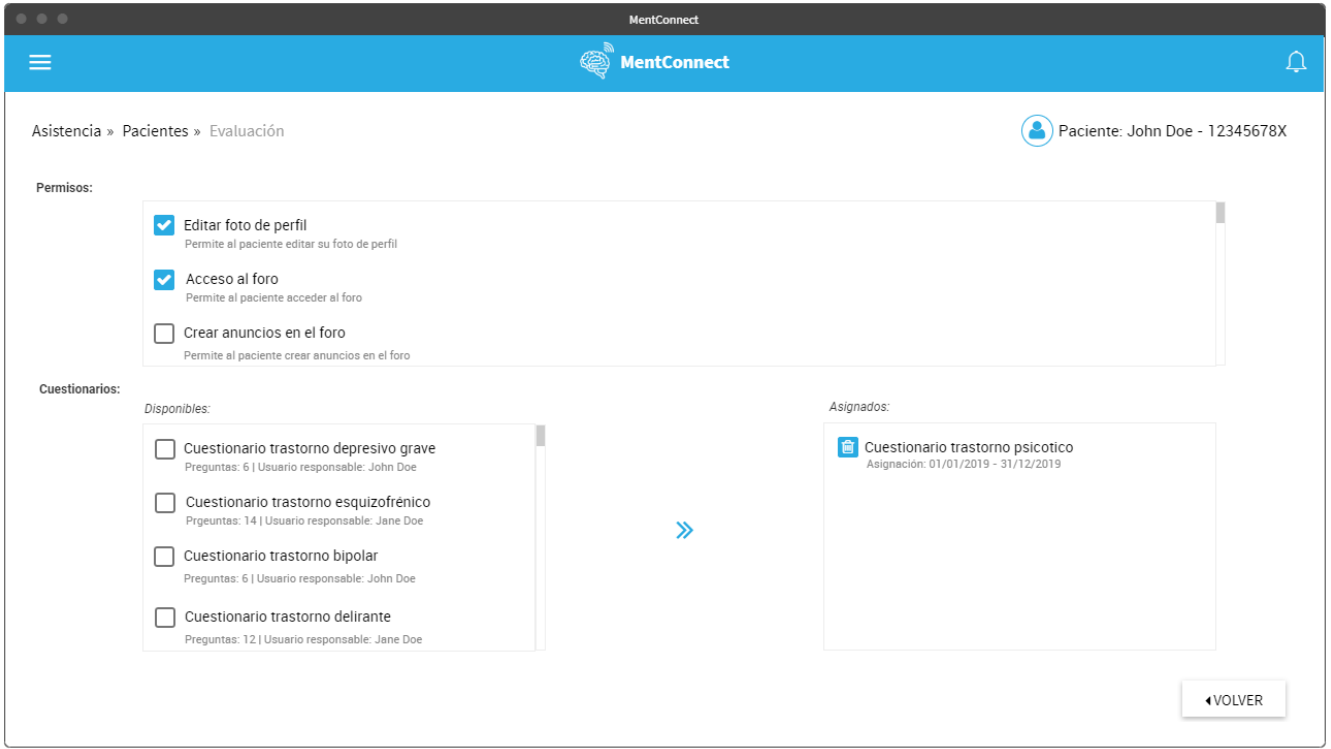 MentConnect
MentConnect
Asistencia » Pacientes » Evaluación
Paciente: John Doe - 12345678X
Permisos:
Editar foto de perfil
Permite al paciente editar su foto de perfil
Acceso al foro
Permite al paciente acceder al foro
Crear anuncios en el foro
Permite al paciente crear anuncios en el foro
Cuestionarios:
Disponibles:
Cuestionario trastorno depresivo grave
Preguntas: 6 | Usuario responsable: John Doe
Cuestionario trastorno esquizofrénico
Prgeuntas: 14 | Usuario responsable: Jane Doe
Cuestionario trastorno bipolar
Preguntas: 6 | Usuario responsable: John Doe
Cuestionario trastorno delirante
Preguntas: 12 | Usuario responsable: Jane Doe
Asignados:
Cuestionario trastorno psicotico
Asignación: 01/01/2019 - 31/12/2019
VOLVER